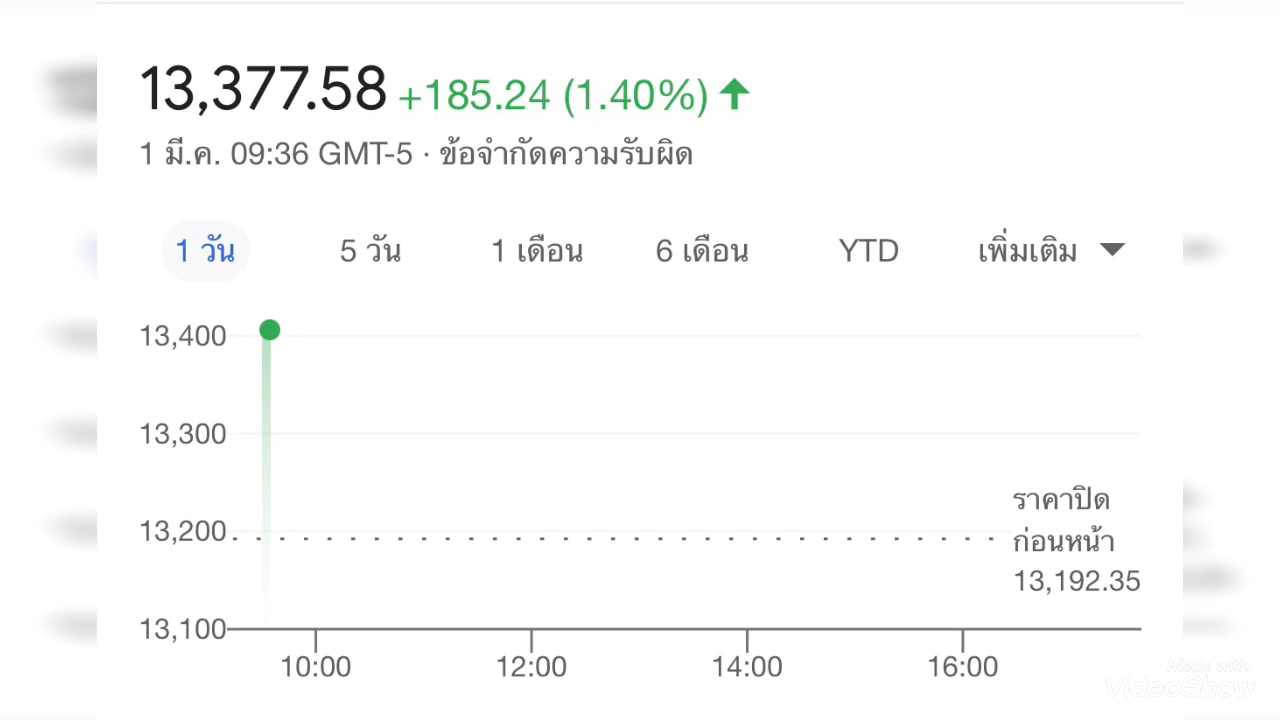 13,377.58 +185.24 (1.40%)
1 มี.ค. 09:36 GMT-5 · ข้อจำกัดความรับผิด
1 วัน 5 วัน 1 เดือน 6 เดือน YTD เพิ่มเติม
13,400
13,300
13,200
13,100
ราคาปิด
ก่อนหน้า
13,192.35
10:00 12:00 14:00 16:00
Made with
VideoShow